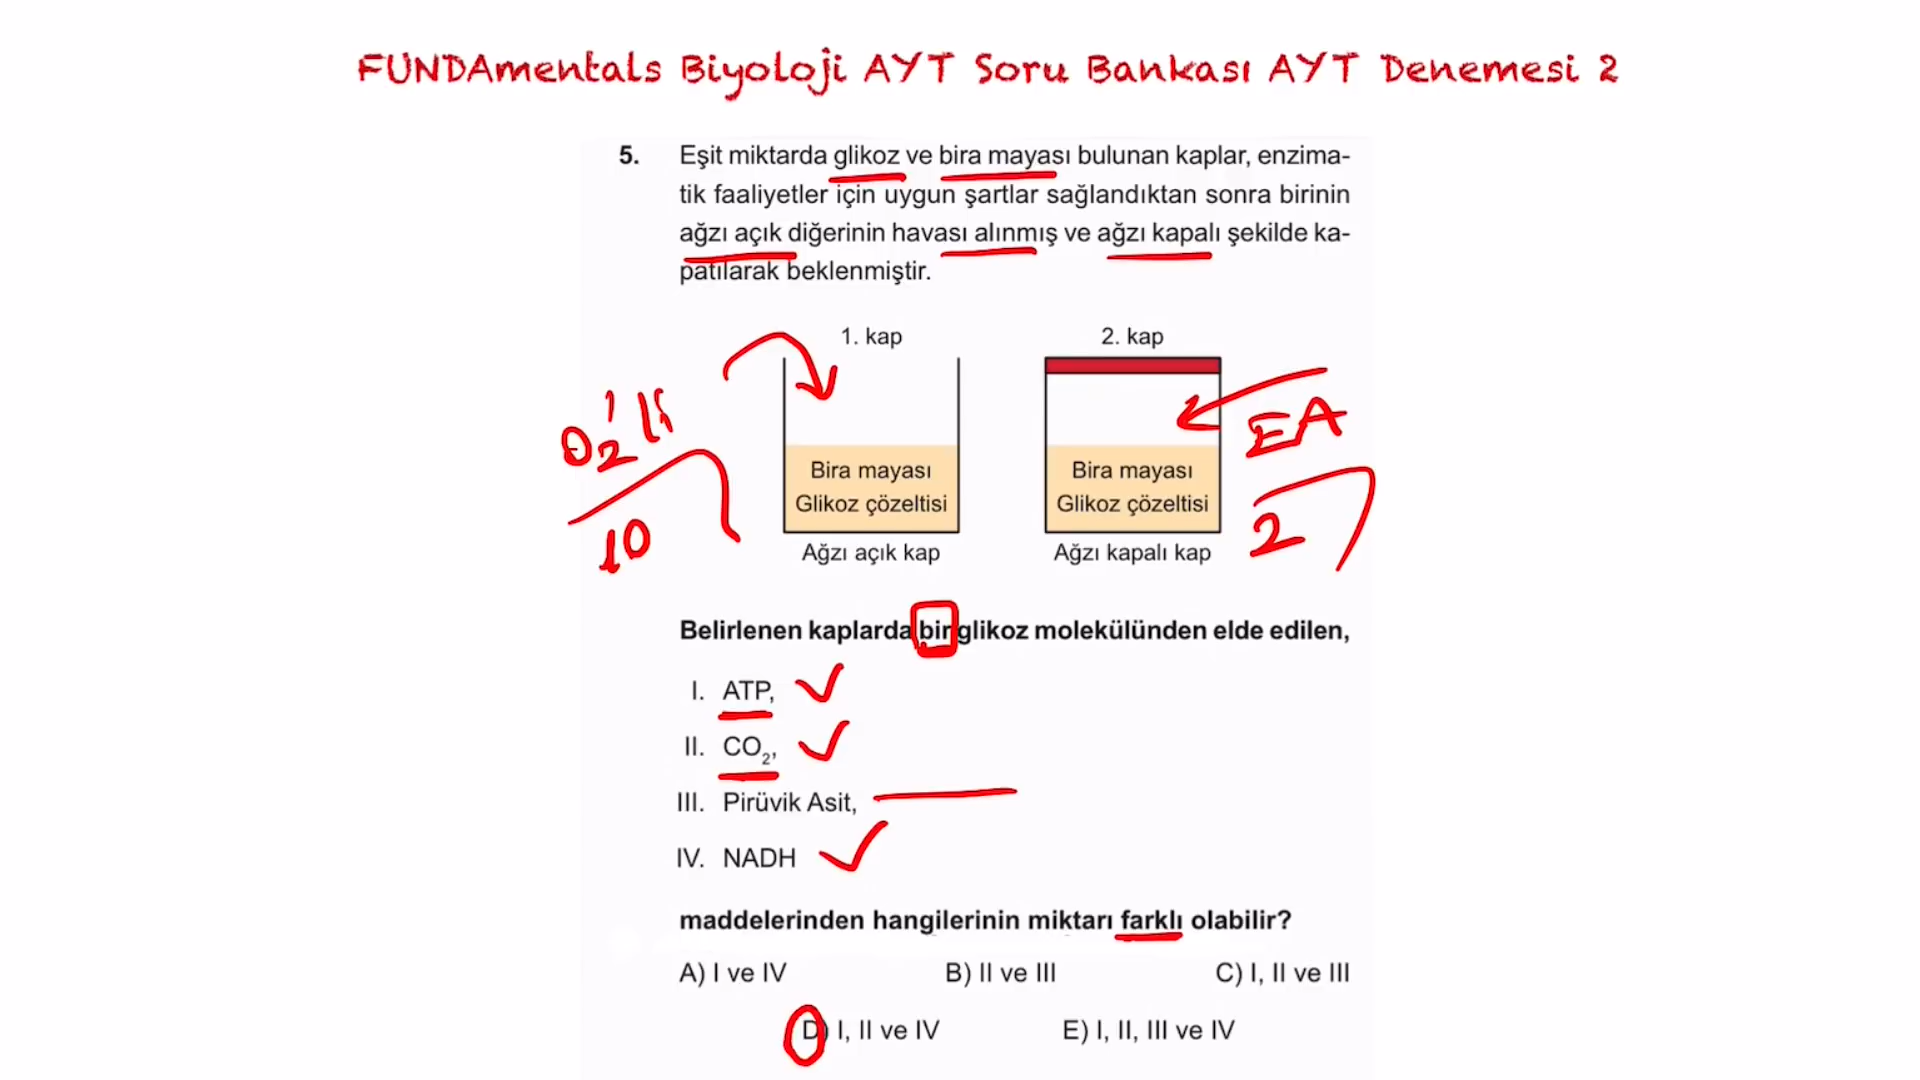 FUNDAmentals Biyoloji AYT Soru Bankası AYT Denemesi 2
5. Eşit miktarda glikoz ve bira mayası bulunan kaplar, enzima-
tik faaliyetler için uygun şartlar sağlandıktan sonra birinin
ağzı açık diğerinin havası alınmış ve ağzı kapalı şekilde ka-
patılarak beklenmiştir.
1. kap 2. kap
O2'li
10
EA
2
Bira mayası Bira mayası
Glikoz çözeltisi Glikoz çözeltisi
Ağzı açık kap Ağzı kapalı kap
Belirlenen kaplarda bir glikoz molekülünden elde edilen,
I. ATP,
II. CO₂,
III. Pirüvik Asit,
IV. NADH
maddelerinden hangilerinin miktarı farklı olabilir?
A) I ve IV B) II ve III C) I, II ve III
D) I, II ve IV E) I, II, III ve IV